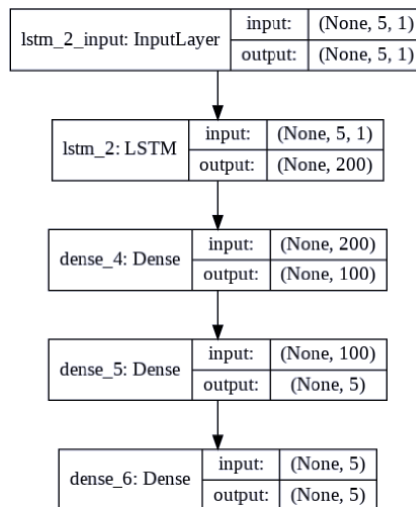 lstm_2_input: InputLayer
input: (None, 5, 1)
output: (None, 5, 1)
lstm_2: LSTM
input: (None, 5, 1)
output: (None, 200)
dense_4: Dense
input: (None, 200)
output: (None, 100)
dense_5: Dense
input: (None, 100)
output: (None, 5)
dense_6: Dense
input: (None, 5)
output: (None, 5)